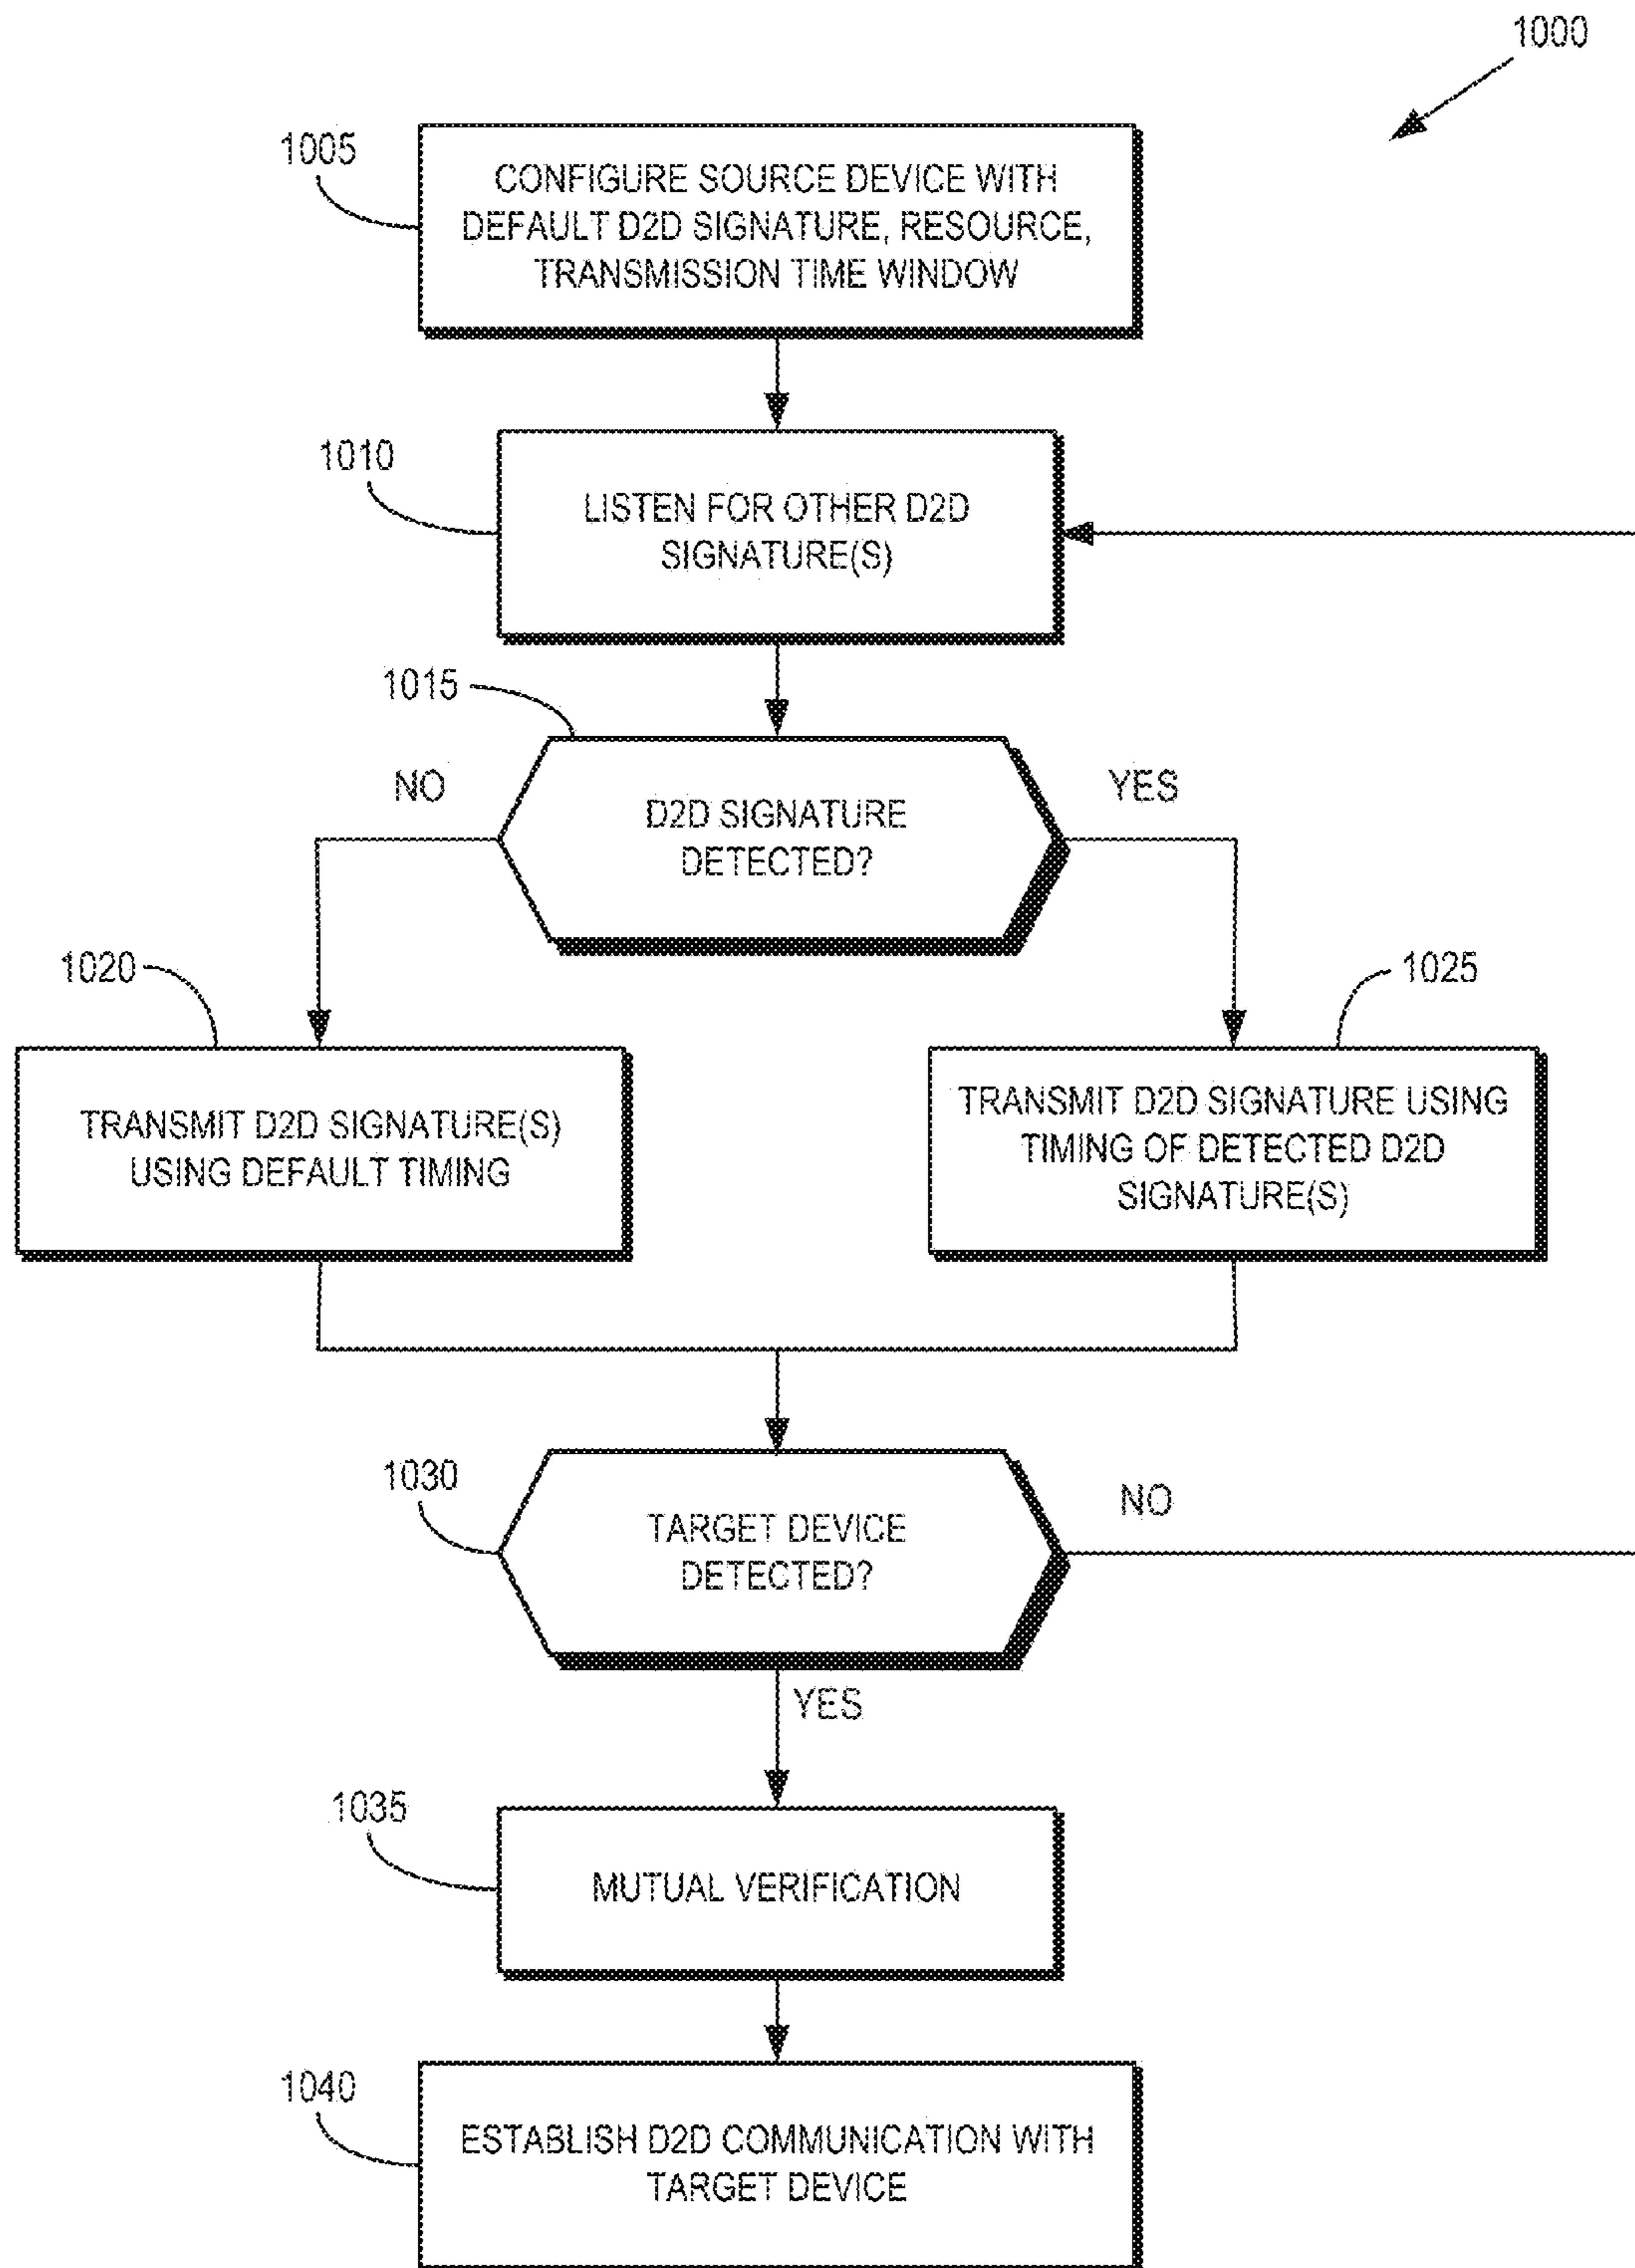 1000
1005
CONFIGURE SOURCE DEVICE WITH
DEFAULT D2D SIGNATURE, RESOURCE,
TRANSMISSION TIME WINDOW
1010
LISTEN FOR OTHER D2D
SIGNATURE(S)
1015
NO
YES
D2D SIGNATURE
DETECTED?
1020
1025
TRANSMIT D2D SIGNATURE(S)
USING DEFAULT TIMING
TRANSMIT D2D SIGNATURE USING
TIMING OF DETECTED D2D
SIGNATURE(S)
1030
TARGET DEVICE
DETECTED?
NO
YES
1035
MUTUAL VERIFICATION
1040
ESTABLISH D2D COMMUNICATION WITH
TARGET DEVICE